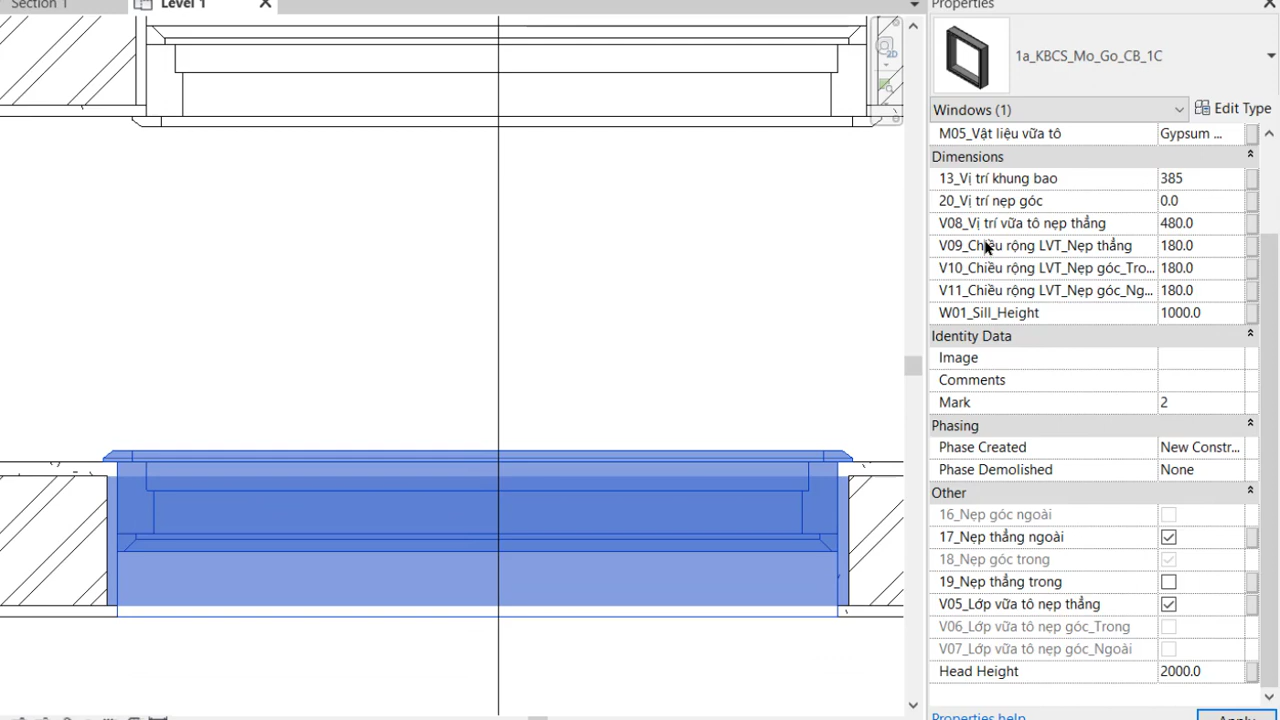 Section 1
Level 1
Properties
2D
1a_KBCS_Mo_Go_CB_1C
Windows (1)
Edit Type
M05_Vật liệu vữa tô Gypsum ...
Dimensions
13_Vị trí khung bao 385
20_Vị trí nẹp góc 0.0
V08_Vị trí vữa tô nẹp thẳng 480.0
V09_Chiều rộng LVT_Nẹp thẳng 180.0
V10_Chiều rộng LVT_Nẹp góc_Tro... 180.0
V11_Chiều rộng LVT_Nẹp góc_Ng... 180.0
W01_Sill_Height 1000.0
Identity Data
Image
Comments
Mark 2
Phasing
Phase Created New Constr...
Phase Demolished None
Other
16_Nẹp góc ngoài
17_Nẹp thẳng ngoài
18_Nẹp góc trong
19_Nẹp thẳng trong
V05_Lớp vữa tô nẹp thẳng
V06_Lớp vữa tô nẹp góc_Trong
V07_Lớp vữa tô nẹp góc_Ngoài
Head Height 2000.0
Properties help
Apply